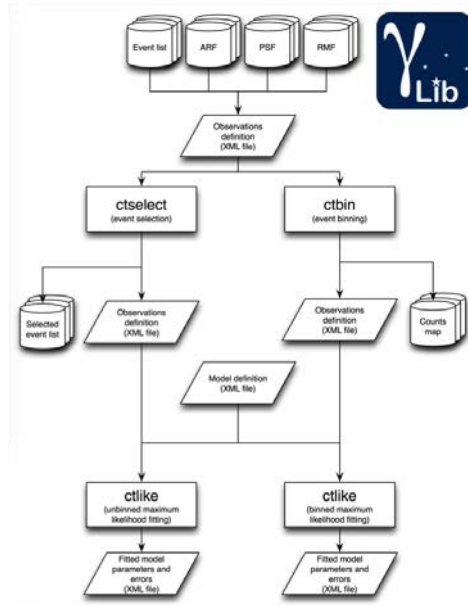 Event list
ARF
PSF
RMF
γ
Lib
Observations
definition
(XML file)
ctselect
(event selection)
ctbin
(event binning)
Selected
event list
Observations
definition
(XML file)
Observations
definition
(XML file)
Counts
map
Model definition
(XML file)
ctlike
(unbinned maximum
likelihood fitting)
ctlike
(binned maximum
likelihood fitting)
Fitted model
parameters and
errors
(XML file)
Fitted model
parameters and
errors
(XML file)